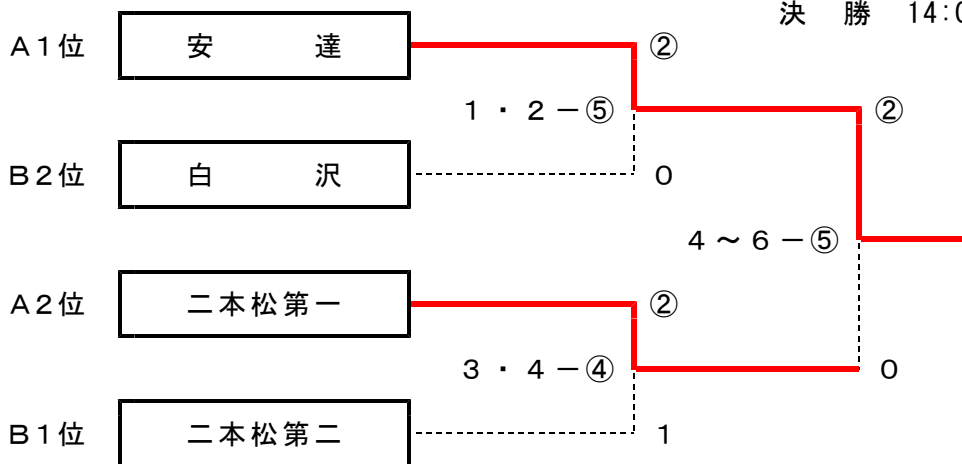 決　勝　14:0
A1位　安　　達　②
1・2－⑤　②
B2位　白　　沢　0
4～6－⑤
A2位　二本松第一　②
3・4－④　0
B1位　二本松第二　1